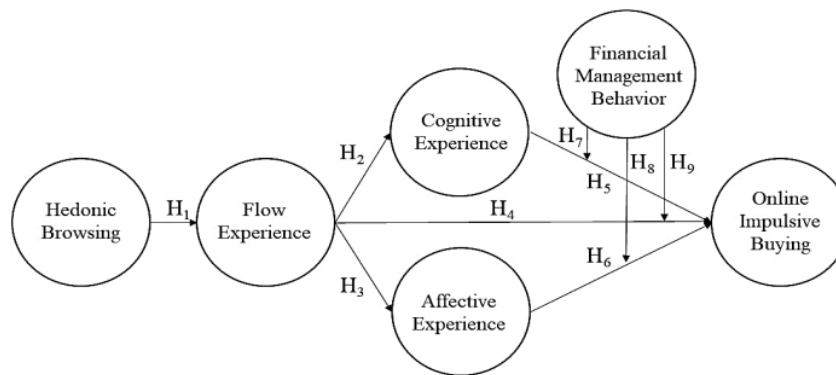 Financial
Management
Behavior
Cognitive
Experience
H7
H8
H9
H2
H5
Hedonic
Browsing
H1
Flow
Experience
H4
Online
Impulsive
Buying
H3
H6
Affective
Experience